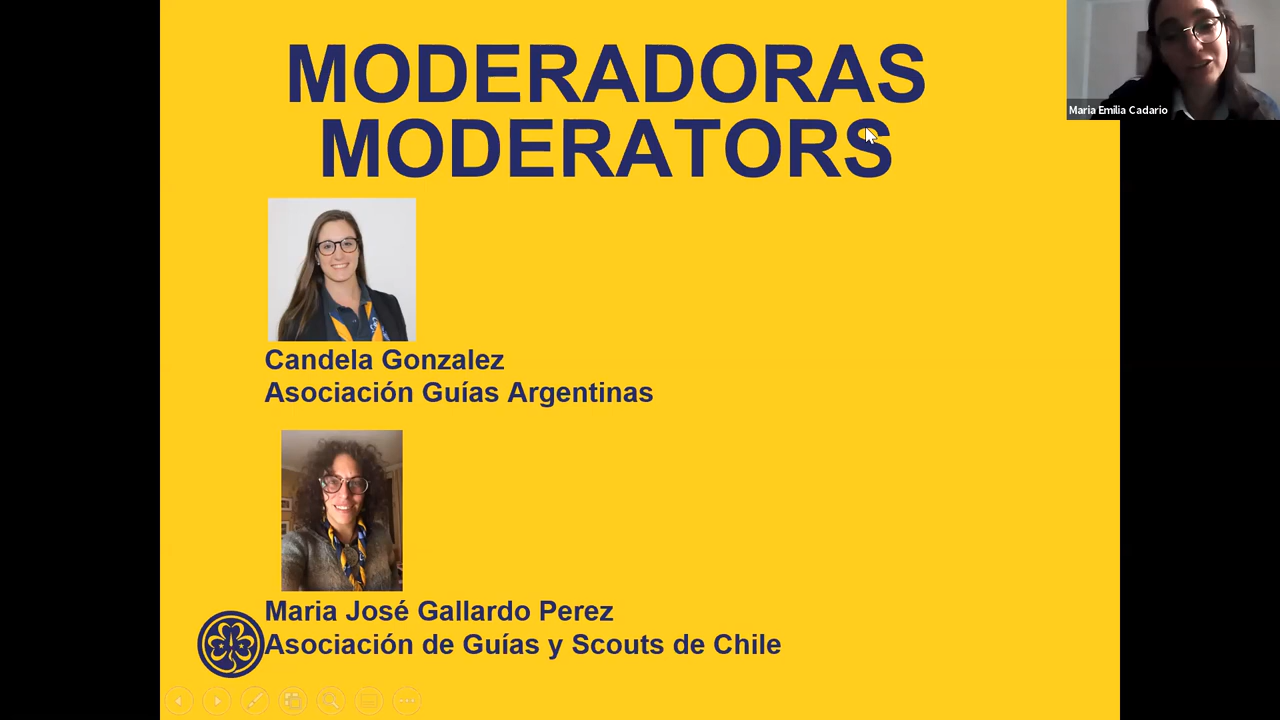 MODERADORAS
MODERATORS
Maria Emilia Cadario
Candela Gonzalez
Asociación Guías Argentinas
Maria José Gallardo Perez
Asociación de Guías y Scouts de Chile